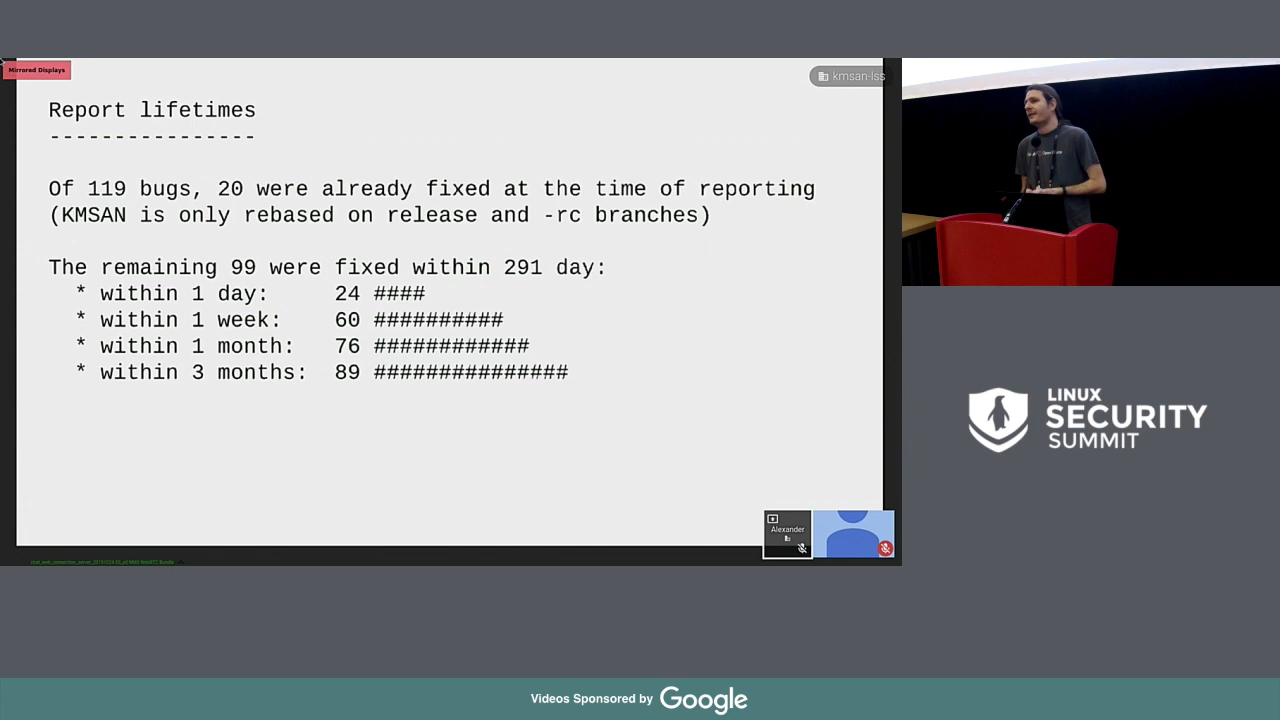 Mirrored Displays
kmsan-lss
Report lifetimes
----------------
Of 119 bugs, 20 were already fixed at the time of reporting
(KMSAN is only rebased on release and -rc branches)
The remaining 99 were fixed within 291 day:
* within 1 day: 24 ####
* within 1 week: 60 ##########
* within 1 month: 76 ############
* within 3 months: 89 ###############
Alexander
LINUX
SECURITY
SUMMIT
Videos Sponsored by Google